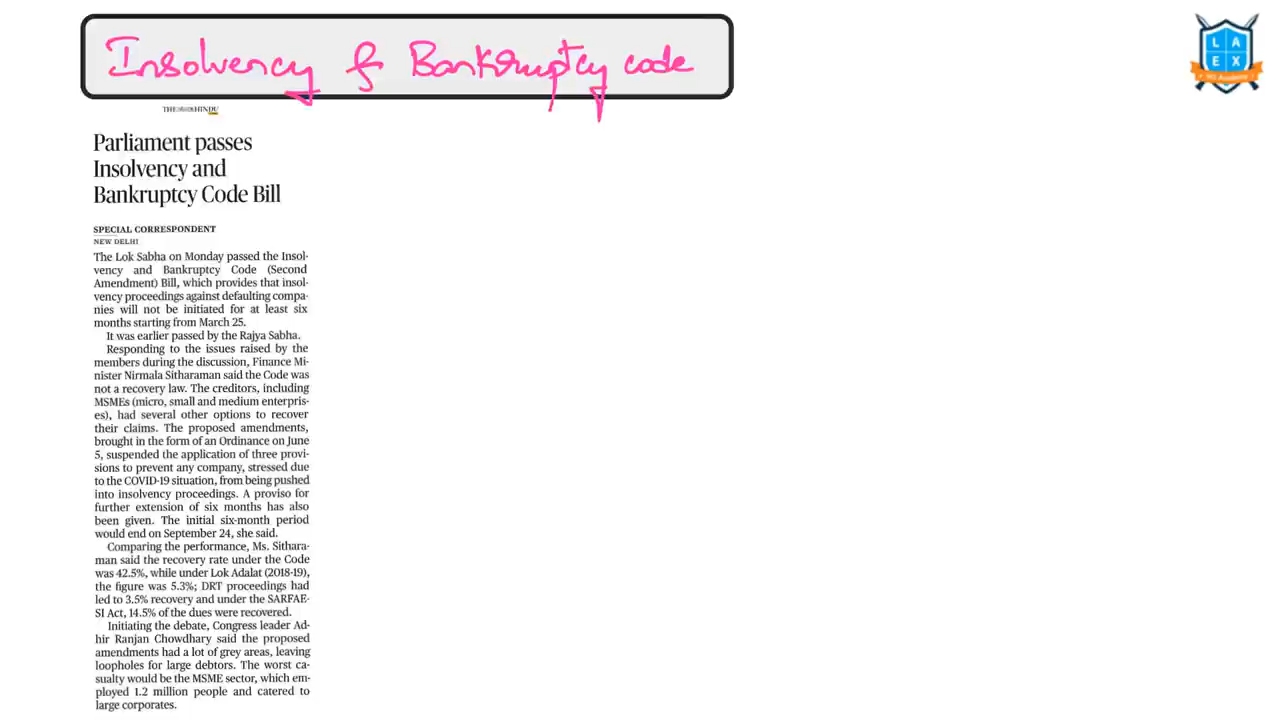 Insolvency & Bankruptcy code
L A
E X
THE HINDU
Parliament passes
Insolvency and
Bankruptcy Code Bill
SPECIAL CORRESPONDENT
NEW DELHI
The Lok Sabha on Monday passed the Insol-
vency and Bankruptcy Code (Second
Amendment) Bill, which provides that insol-
vency proceedings against defaulting compa-
nies will not be initiated for at least six
months starting from March 25.
It was earlier passed by the Rajya Sabha.
Responding to the issues raised by the
members during the discussion, Finance Mi-
nister Nirmala Sitharaman said the Code was
not a recovery law. The creditors, including
MSMEs (micro, small and medium enterpris-
es), had several other options to recover
their claims. The proposed amendments,
brought in the form of an Ordinance on June
5, suspended the application of three provi-
sions to prevent any company, stressed due
to the COVID-19 situation, from being pushed
into insolvency proceedings. A proviso for
further extension of six months has also
been given. The initial six-month period
would end on September 24, she said.
Comparing the performance, Ms. Sithara-
man said the recovery rate under the Code
was 42.5%, while under Lok Adalat (2018-19),
the figure was 5.3%; DRT proceedings had
led to 3.5% recovery and under the SARFAE-
SI Act, 14.5% of the dues were recovered.
Initiating the debate, Congress leader Ad-
hir Ranjan Chowdhary said the proposed
amendments had a lot of grey areas, leaving
loopholes for large debtors. The worst ca-
sualty would be the MSME sector, which em-
ployed 1.2 million people and catered to
large corporates.